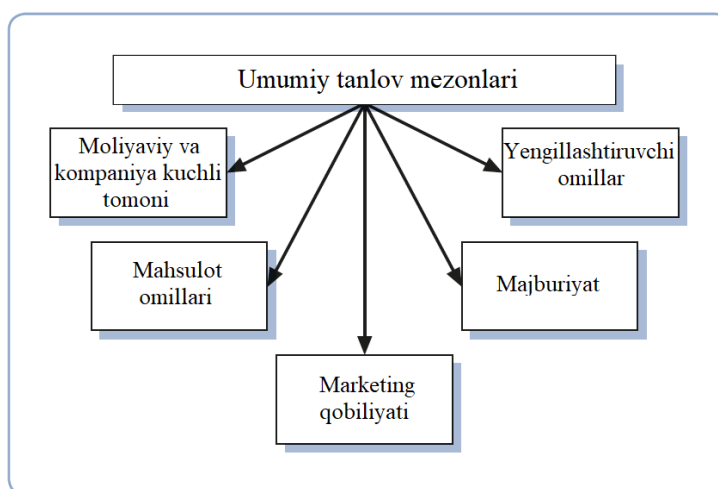 Umumiy tanlov mezonlari
Moliyaviy va
kompaniya kuchli
tomoni
Yengillashtiruvchi
omillar
Mahsulot
omillari
Majburiyat
Marketing
qobiliyati